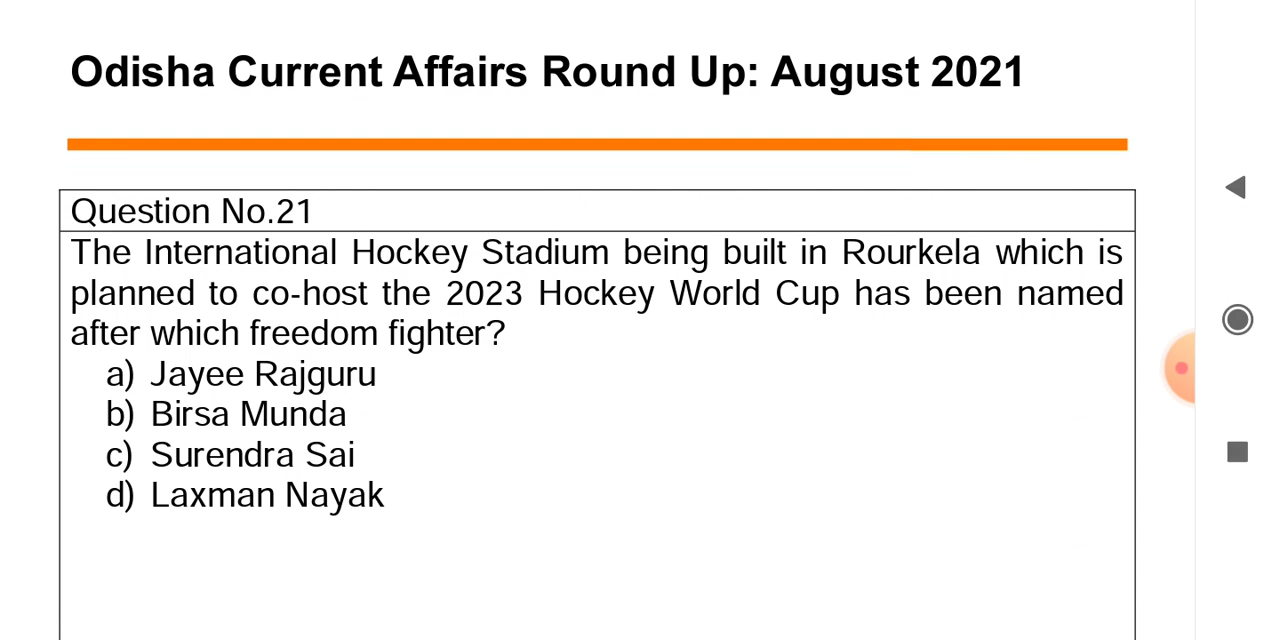 Odisha Current Affairs Round Up: August 2021
Question No.21
The International Hockey Stadium being built in Rourkela which is
planned to co-host the 2023 Hockey World Cup has been named
after which freedom fighter?
a) Jayee Rajguru
b) Birsa Munda
c) Surendra Sai
d) Laxman Nayak